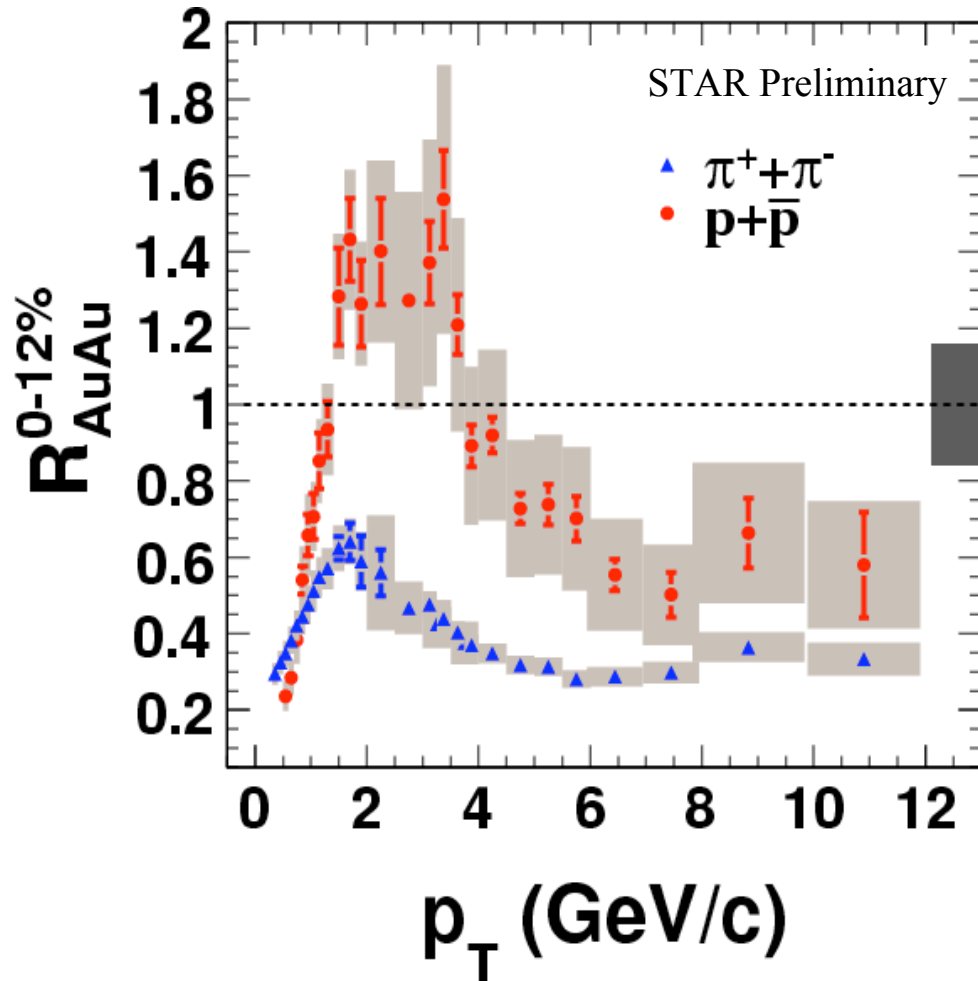 2
1.8
1.6
1.4
1.2
1
0.8
0.6
0.4
0.2
STAR Preliminary
π⁺+π⁻
p+p̅
R^{0-12%}_{AuAu}
0 2 4 6 8 10 12
p_T (GeV/c)